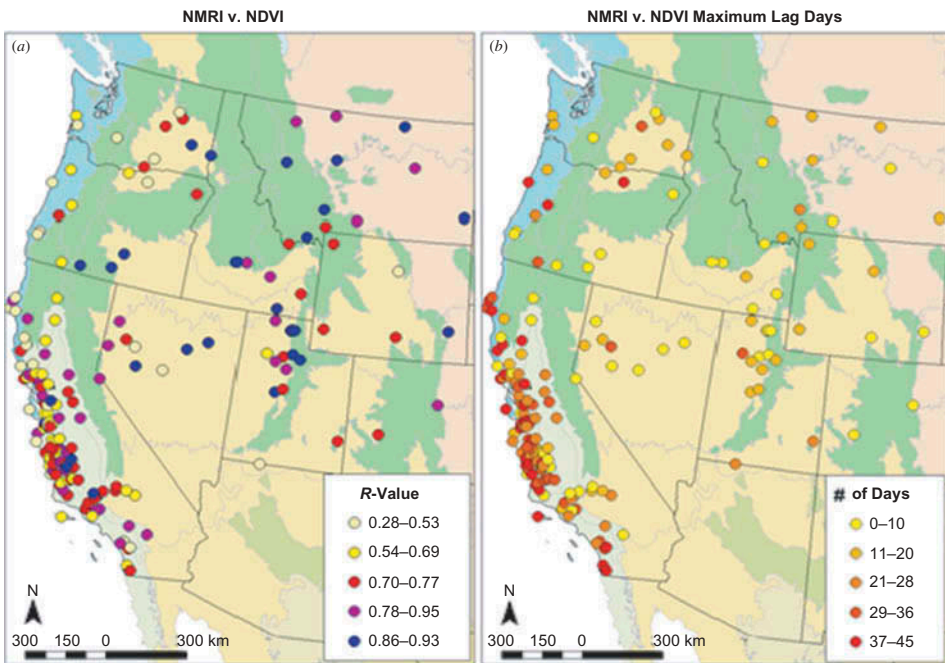 NMRI v. NDVI
(a)
R-Value
0.28–0.53
0.54–0.69
0.70–0.77
0.78–0.95
0.86–0.93
N
300 150 0 300 km
NMRI v. NDVI Maximum Lag Days
(b)
# of Days
0–10
11–20
21–28
29–36
37–45
N
300 150 0 300 km